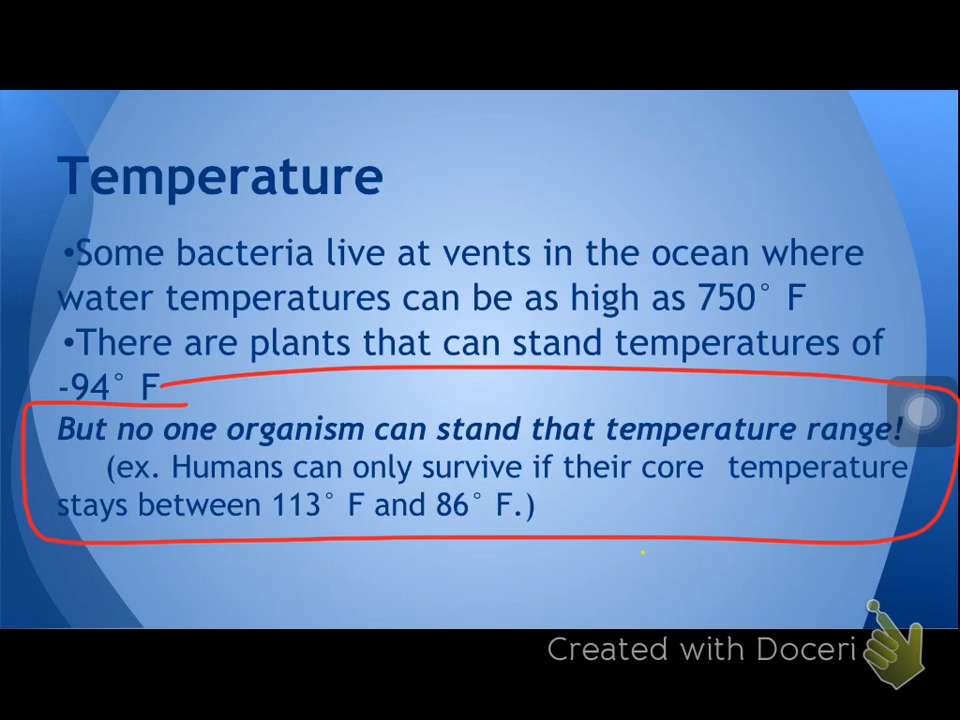 Temperature
•Some bacteria live at vents in the ocean where
water temperatures can be as high as 750° F
•There are plants that can stand temperatures of
-94° F
But no one organism can stand that temperature range!
(ex. Humans can only survive if their core temperature
stays between 113° F and 86° F.)
Created with Doceri